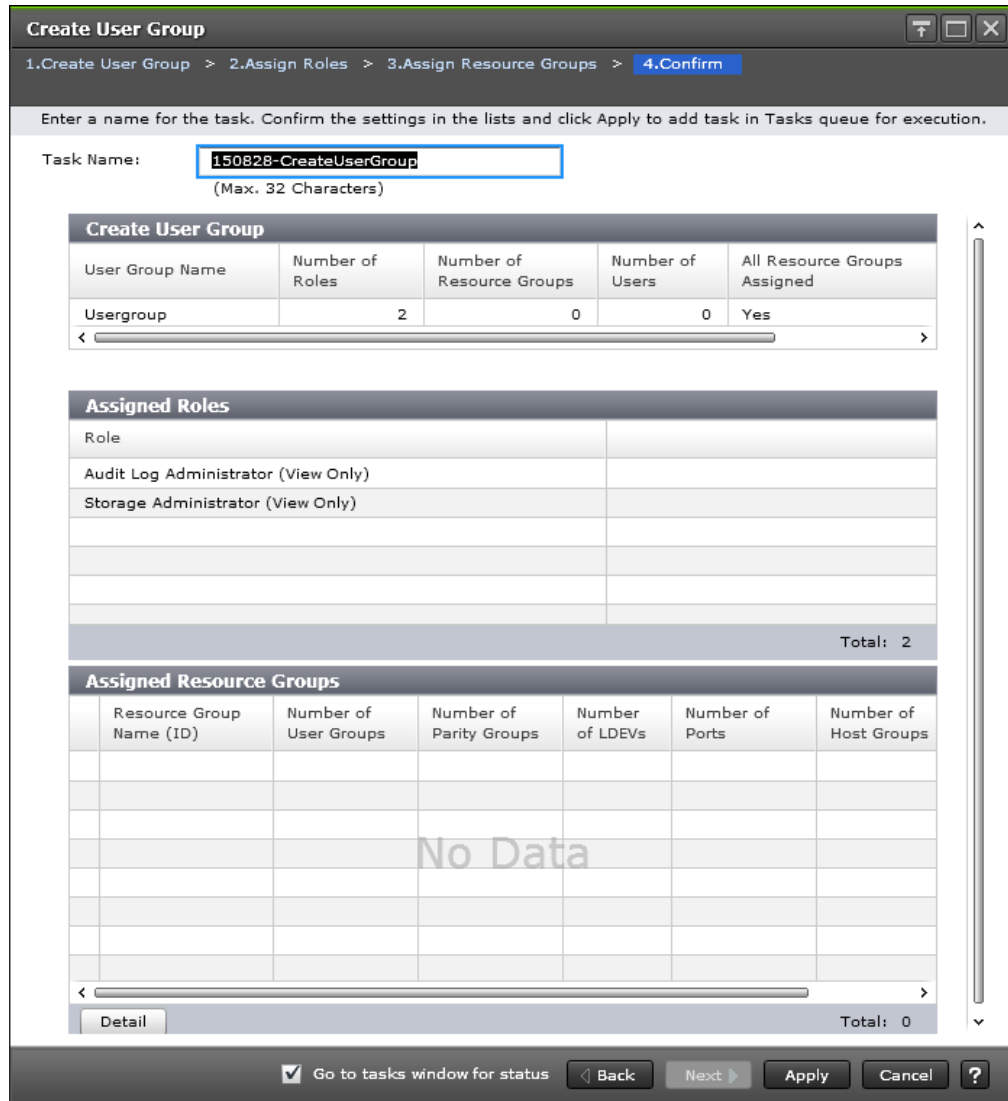 Create User Group
1.Create User Group > 2.Assign Roles > 3.Assign Resource Groups > 4.Confirm
Enter a name for the task. Confirm the settings in the lists and click Apply to add task in Tasks queue for execution.
Task Name: 150828-CreateUserGroup
(Max. 32 Characters)
Create User Group
User Group Name Number of Roles Number of Resource Groups Number of Users All Resource Groups Assigned
Usergroup 2 0 0 Yes
Assigned Roles
Role
Audit Log Administrator (View Only)
Storage Administrator (View Only)
Total: 2
Assigned Resource Groups
Resource Group Name (ID) Number of User Groups Number of Parity Groups Number of LDEVs Number of Ports Number of Host Groups
No Data
Detail Total: 0
Go to tasks window for status Back Next Apply Cancel ?